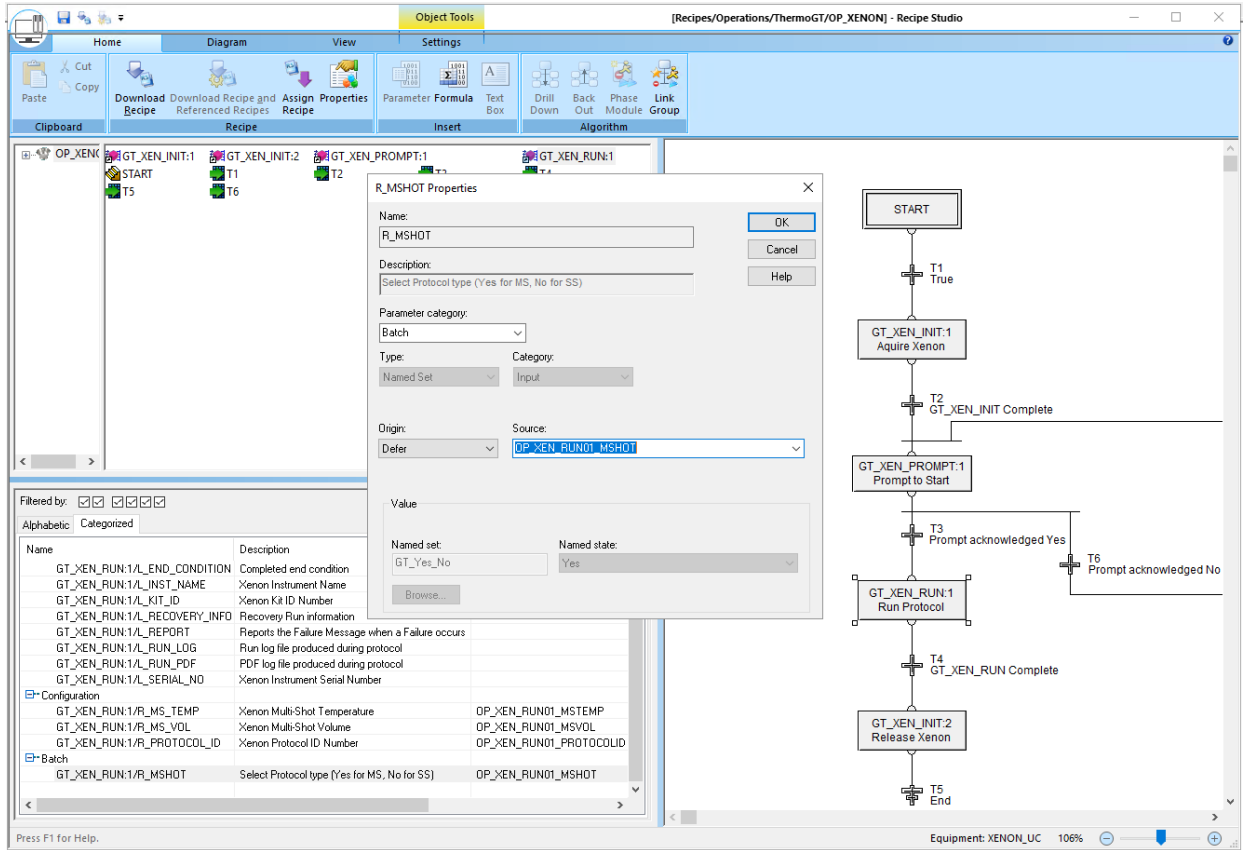 Object Tools
[Recipes/Operations/ThermoGT/OP_XENON] - Recipe Studio
Home
Diagram
View
Settings
Paste
Cut
Copy
Clipboard
Download Recipe
Download Recipe and Referenced Recipes
Assign Recipe
Properties
Recipe
Parameter
Formula
Text Box
Insert
Drill Down
Back Out
Phase Module
Link Group
Algorithm
GT_XEN_INIT:1
GT_XEN_INIT:2
GT_XEN_PROMPT:1
GT_XEN_RUN:1
START
T1
T2
T5
T6
R_MSHOT Properties
Name:
R_MSHOT
Description:
Select Protocol type (Yes for MS, No for SS)
Parameter category:
Batch
Type:
Category:
Named Set
Input
Origin:
Source:
Defer
OP_XEN_RUN01_MSHOT
Value
Named set:
Named state:
GT_Yes_No
Yes
Browse...
OK
Cancel
Help
Filtered by:
Alphabetic
Categorized
Name
Description
GT_XEN_RUN:1/L_END_CONDITION Completed end condition
GT_XEN_RUN:1/L_INST_NAME Xenon Instrument Name
GT_XEN_RUN:1/L_KIT_ID Xenon Kit ID Number
GT_XEN_RUN:1/L_RECOVERY_INFO Recovery Run information
GT_XEN_RUN:1/L_REPORT Reports the Failure Message when a Failure occurs
GT_XEN_RUN:1/L_RUN_LOG Run log file produced during protocol
GT_XEN_RUN:1/L_RUN_PDF PDF log file produced during protocol
GT_XEN_RUN:1/L_SERIAL_NO Xenon Instrument Serial Number
Configuration
GT_XEN_RUN:1/R_MS_TEMP Xenon Multi-Shot Temperature OP_XEN_RUN01_MSTEMP
GT_XEN_RUN:1/R_MS_VOL Xenon Multi-Shot Volume OP_XEN_RUN01_MSVOL
GT_XEN_RUN:1/R_PROTOCOL_ID Xenon Protocol ID Number OP_XEN_RUN01_PROTOCOLID
Batch
GT_XEN_RUN:1/R_MSHOT Select Protocol type (Yes for MS, No for SS) OP_XEN_RUN01_MSHOT
START
T1
True
GT_XEN_INIT:1
Aquire Xenon
T2
GT_XEN_INIT Complete
GT_XEN_PROMPT:1
Prompt to Start
T3
Prompt acknowledged Yes
T6
Prompt acknowledged No
GT_XEN_RUN:1
Run Protocol
T4
GT_XEN_RUN Complete
GT_XEN_INIT:2
Release Xenon
T5
End
Press F1 for Help.
Equipment: XENON_UC
106%